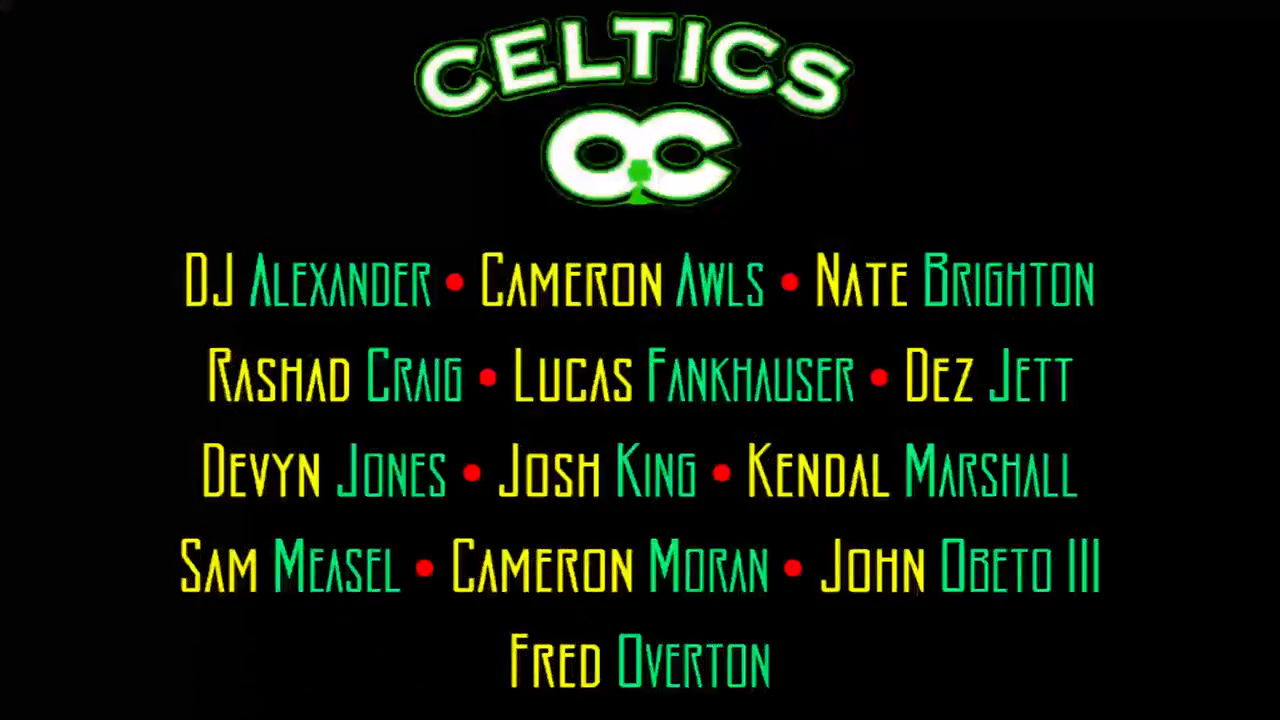 CELTICS
OC
DJ ALEXANDER • CAMERON AWLS • NATE BRIGHTON
RASHAD CRAIG • LUCAS FANKHAUSER • DEZ JETT
DEVYN JONES • JOSH KING • KENDAL MARSHALL
SAM MEASEL • CAMERON MORAN • JOHN OBETO III
FRED OVERTON